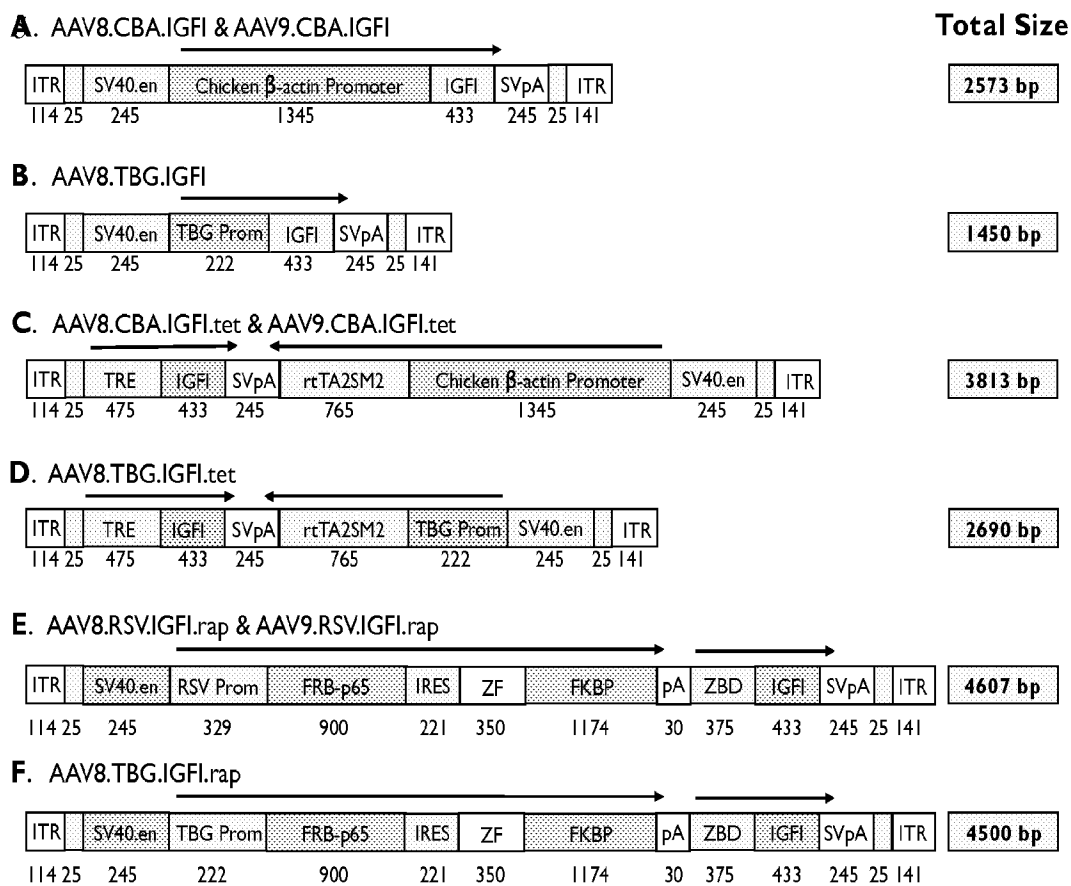 A. AAV8.CBA.IGFI & AAV9.CBA.IGFI Total Size
ITR SV40.en Chicken β-actin Promoter IGFI SVpA ITR 2573 bp
114 25 245 1345 433 245 25 141
B. AAV8.TBG.IGFI
ITR SV40.en TBG Prom IGFI SVpA ITR 1450 bp
114 25 245 222 433 245 25 141
C. AAV8.CBA.IGFI.tet & AAV9.CBA.IGFI.tet
ITR TRE IGFI SVpA rtTA2SM2 Chicken β-actin Promoter SV40.en ITR 3813 bp
114 25 475 433 245 765 1345 245 25 141
D. AAV8.TBG.IGFI.tet
ITR TRE IGFI SVpA rtTA2SM2 TBG Prom SV40.en ITR 2690 bp
114 25 475 433 245 765 222 245 25 141
E. AAV8.RSV.IGFI.rap & AAV9.RSV.IGFI.rap
ITR SV40.en RSV Prom FRB-p65 IRES ZF FKBP pA ZBD IGFI SVpA ITR 4607 bp
114 25 245 329 900 221 350 1174 30 375 433 245 25 141
F. AAV8.TBG.IGFI.rap
ITR SV40.en TBG Prom FRB-p65 IRES ZF FKBP pA ZBD IGFI SVpA ITR 4500 bp
114 25 245 222 900 221 350 1174 30 375 433 245 25 141